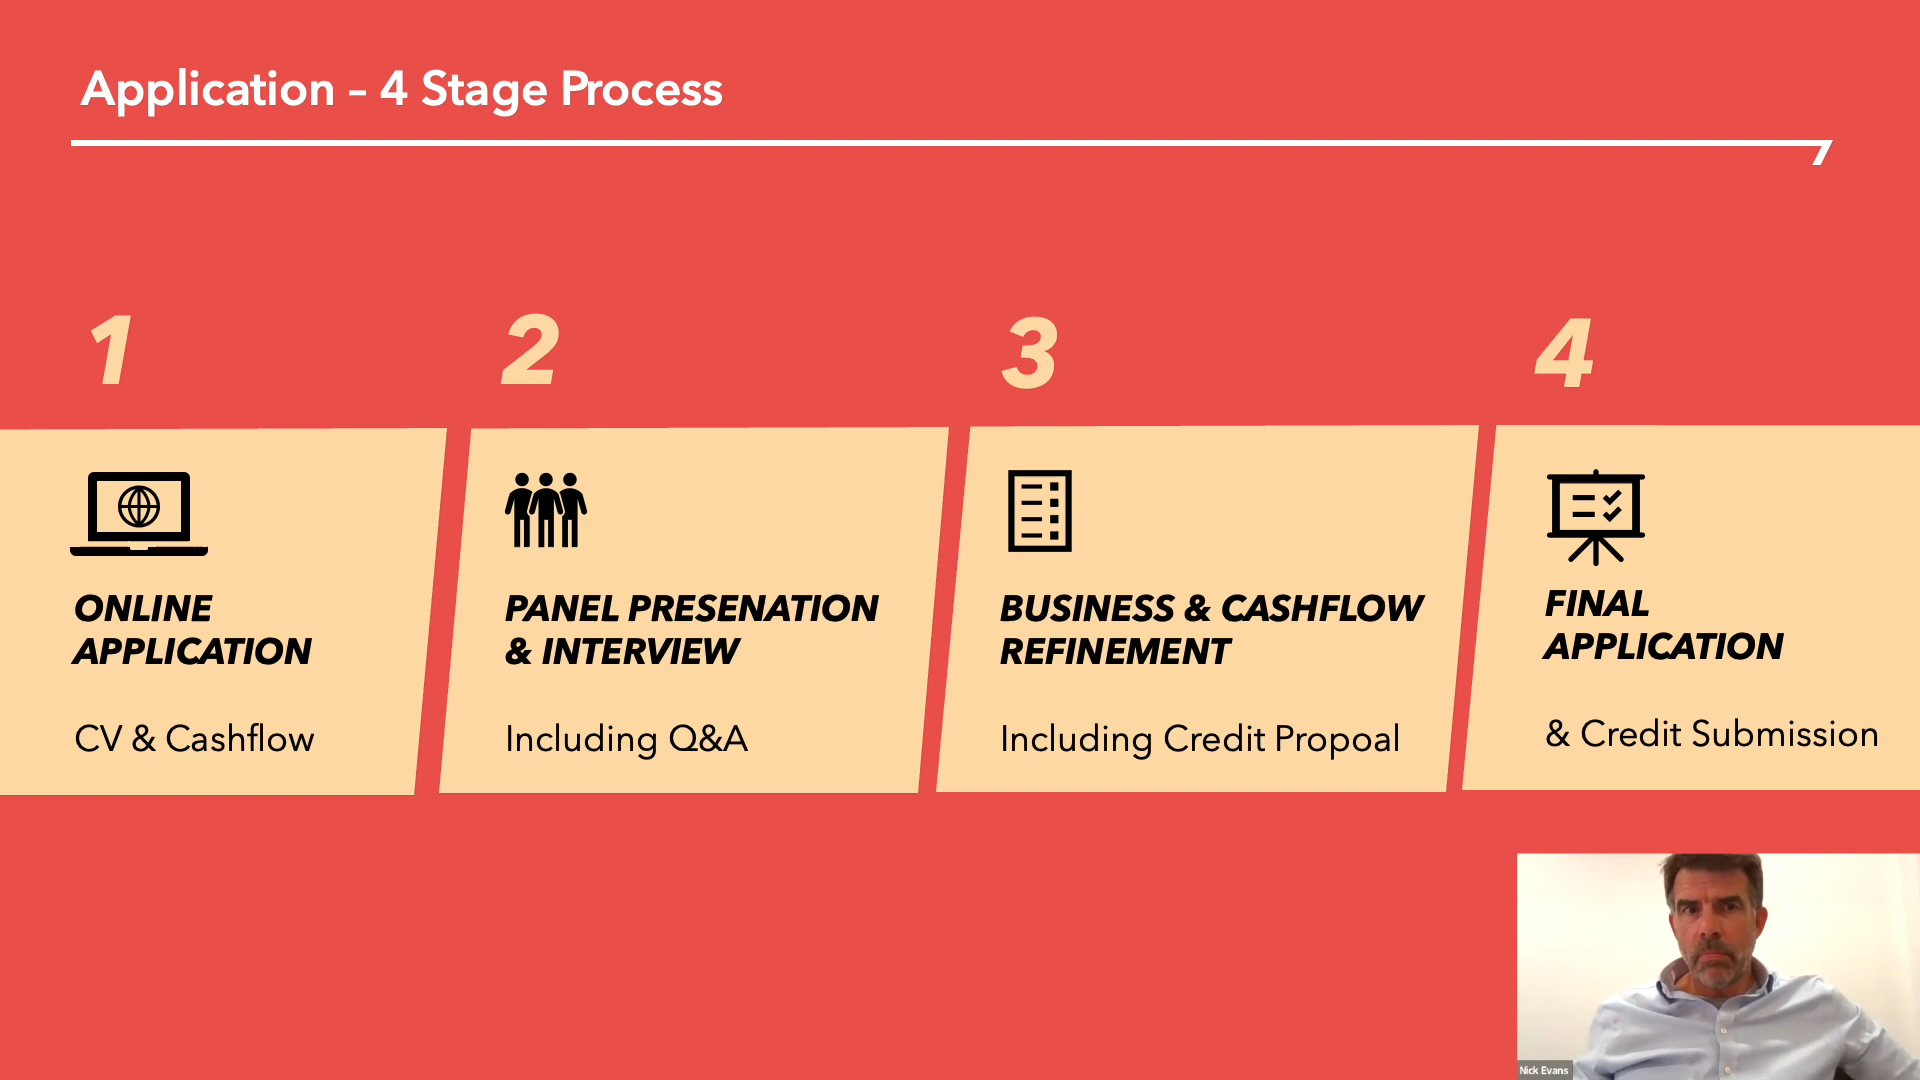 Application – 4 Stage Process
1
2
3
4
ONLINE
APPLICATION
CV & Cashflow
PANEL PRESENATION
& INTERVIEW
Including Q&A
BUSINESS & CASHFLOW
REFINEMENT
Including Credit Propoal
FINAL
APPLICATION
& Credit Submission
Nick Evans